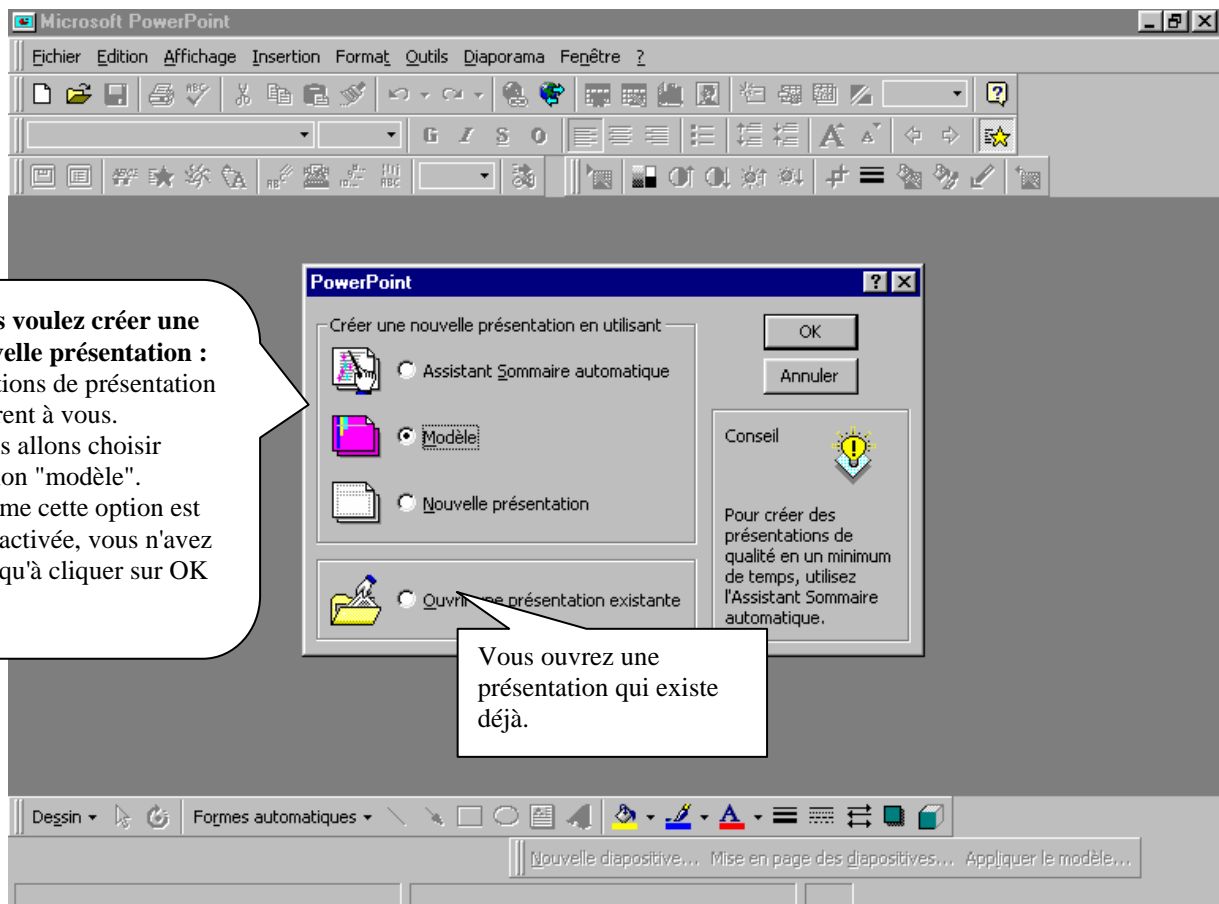 Microsoft PowerPoint
Fichier Edition Affichage Insertion Format Outils Diaporama Fenêtre ?
G I S O
PowerPoint
s voulez créer une
velle présentation :
tions de présentation
rent à vous.
s allons choisir
ion "modèle".
me cette option est
activée, vous n'avez
qu'à cliquer sur OK
Créer une nouvelle présentation en utilisant
Assistant Sommaire automatique
Modèle
Nouvelle présentation
Ouvrir une présentation existante
OK
Annuler
Conseil
Pour créer des
présentations de
qualité en un minimum
de temps, utilisez
l'Assistant Sommaire
automatique.
Vous ouvrez une
présentation qui existe
déjà.
Dessin Formes automatiques
Nouvelle diapositive... Mise en page des diapositives... Appliquer le modèle...